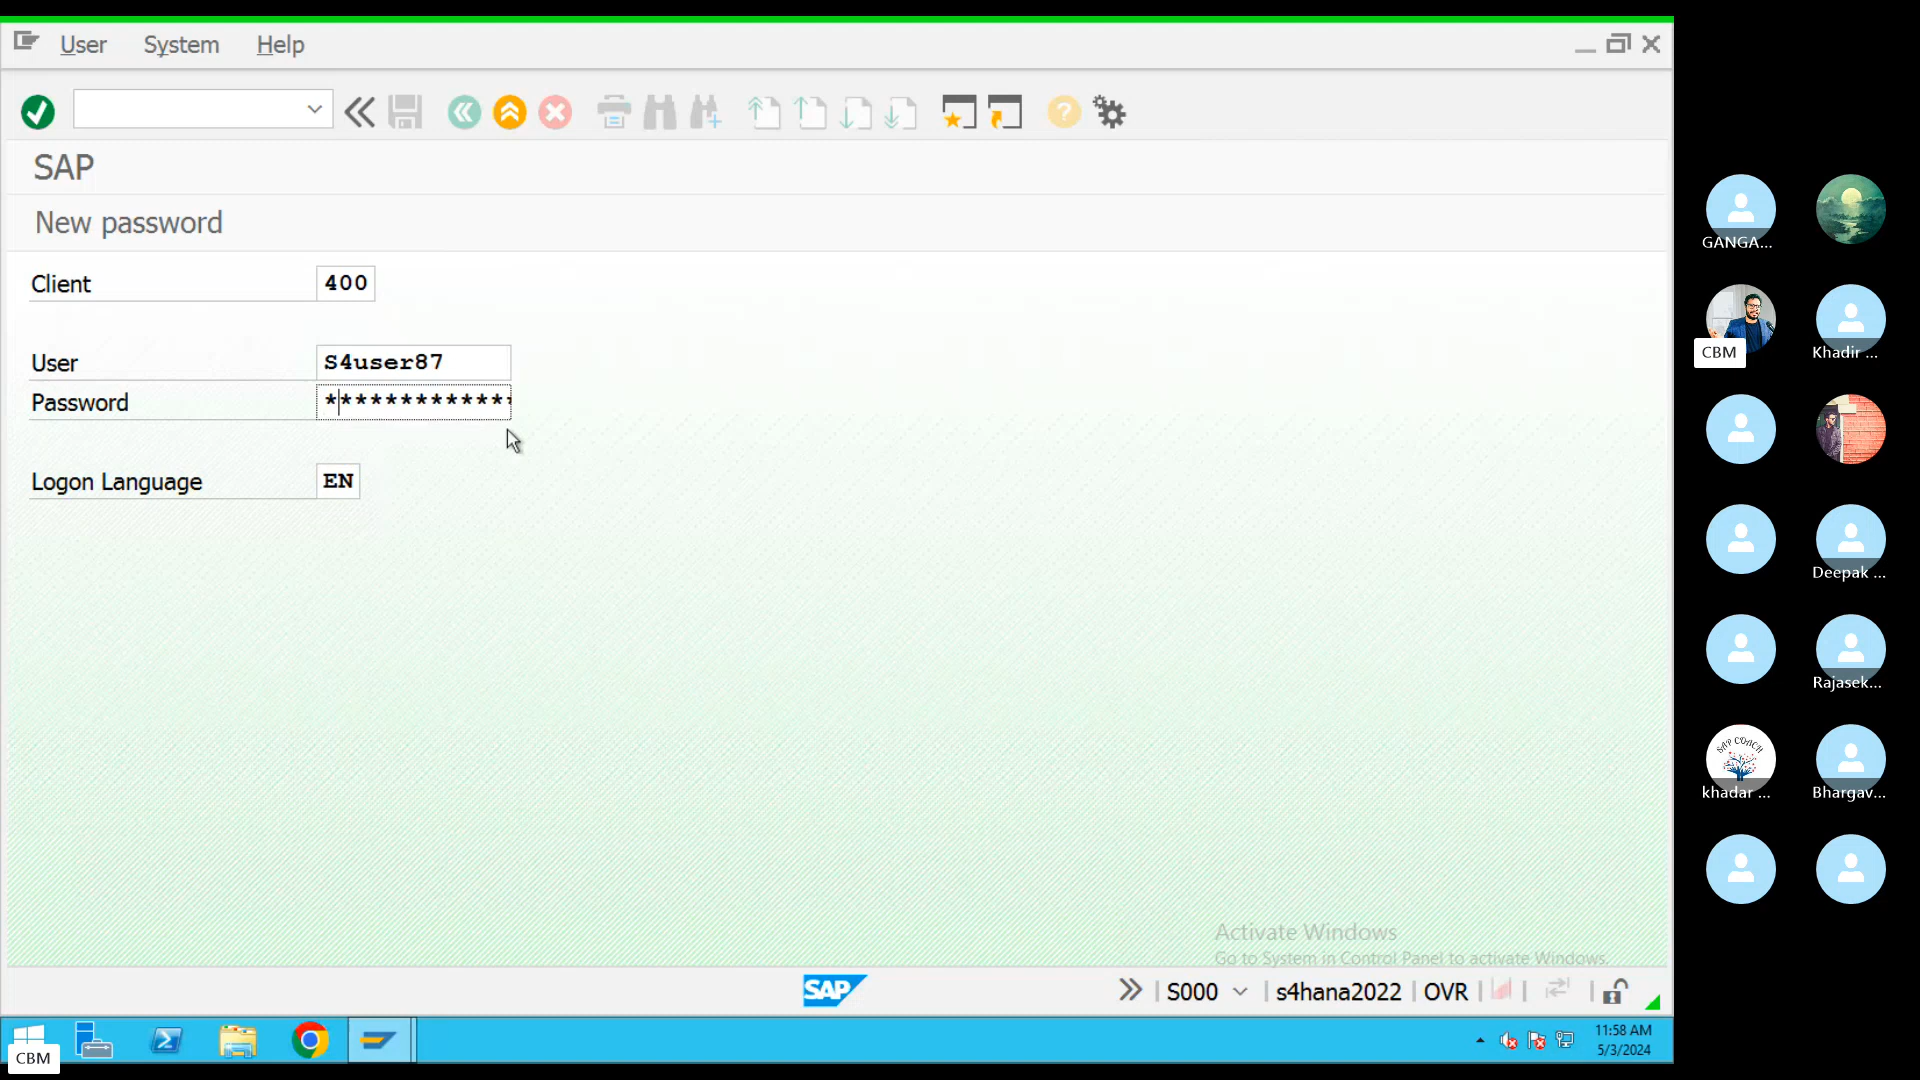 User System Help
SAP
New password
Client 400
User S4user87
Password *************
Logon Language EN
Activate Windows
Go to System in Control Panel to activate Windows.
SAP
S000 s4hana2022 OVR
11:58 AM
5/3/2024
CBM
GANGA...
CBM
Khadir ...
Deepak ...
Rajasek...
SAP COACH
khadar ...
Bhargav...